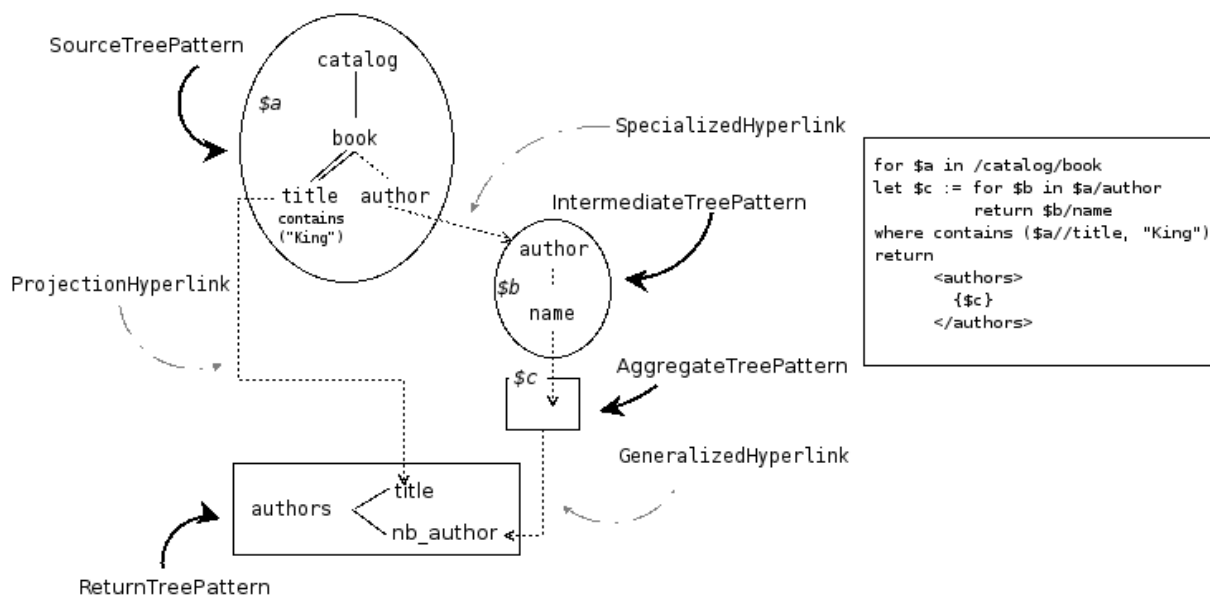 SourceTreePattern
catalog
$a
book
title
author
contains
("King")
SpecializedHyperlink
IntermediateTreePattern
author
$b
name
ProjectionHyperlink
$c
AggregateTreePattern
GeneralizedHyperlink
authors
title
nb_author
ReturnTreePattern
for $a in /catalog/book
let $c := for $b in $a/author
return $b/name
where contains ($a//title, "King")
return
<authors>
{$c}
</authors>